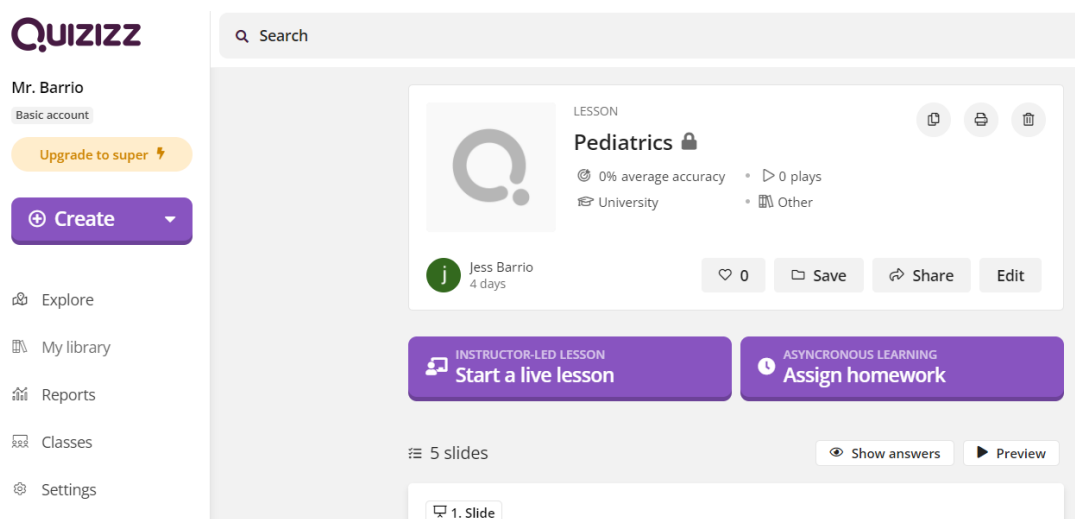 QUIZIZZ
Search
Mr. Barrio
Basic account
Upgrade to super
Create
Explore
My library
Reports
Classes
Settings
LESSON
Pediatrics
0% average accuracy • 0 plays
University • Other
j
Jess Barrio
4 days
0
Save
Share
Edit
INSTRUCTOR-LED LESSON
Start a live lesson
ASYNCRONOUS LEARNING
Assign homework
5 slides
Show answers
Preview
1. Slide